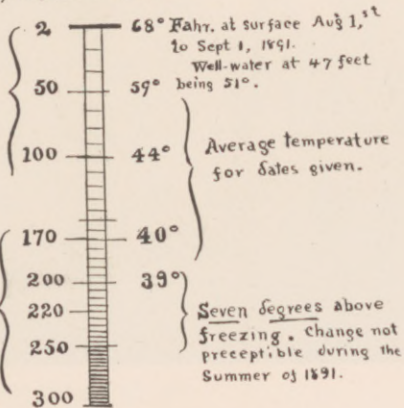 2 68° Fahr. at surface Aug 1,st
to Sept 1, 1891.
Well-water at 47 feet
50 59° being 51°.
100 44° Average temperature
for dates given.
170 40°
200 39°
220 Seven degrees above
freezing. Change not
250 preceptible during the
Summer of 1891.
300